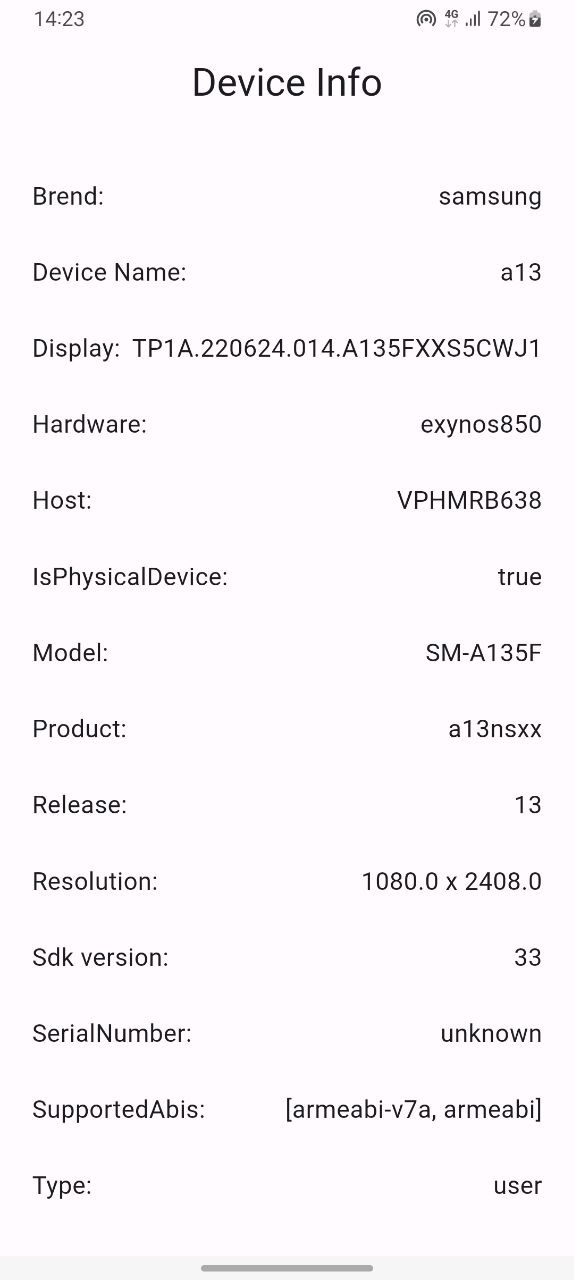 14:23 4G 72%
Device Info
Brend: samsung
Device Name: a13
Display: TP1A.220624.014.A135FXXS5CWJ1
Hardware: exynos850
Host: VPHMRB638
IsPhysicalDevice: true
Model: SM-A135F
Product: a13nsxx
Release: 13
Resolution: 1080.0 x 2408.0
Sdk version: 33
SerialNumber: unknown
SupportedAbis: [armeabi-v7a, armeabi]
Type: user